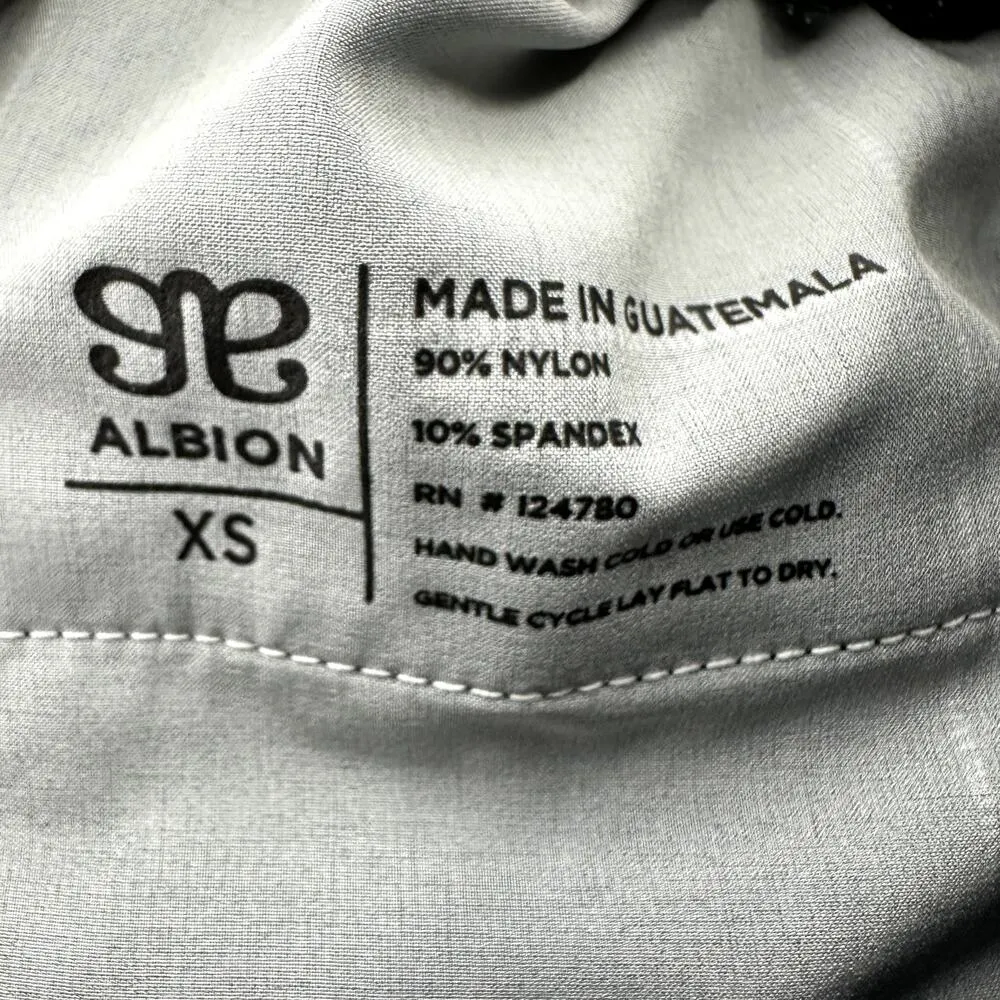 ALBION
XS
MADE IN GUATEMALA
90% NYLON
10% SPANDEX
RN # 124780
HAND WASH COLD OR USE COLD.
GENTLE CYCLE LAY FLAT TO DRY.